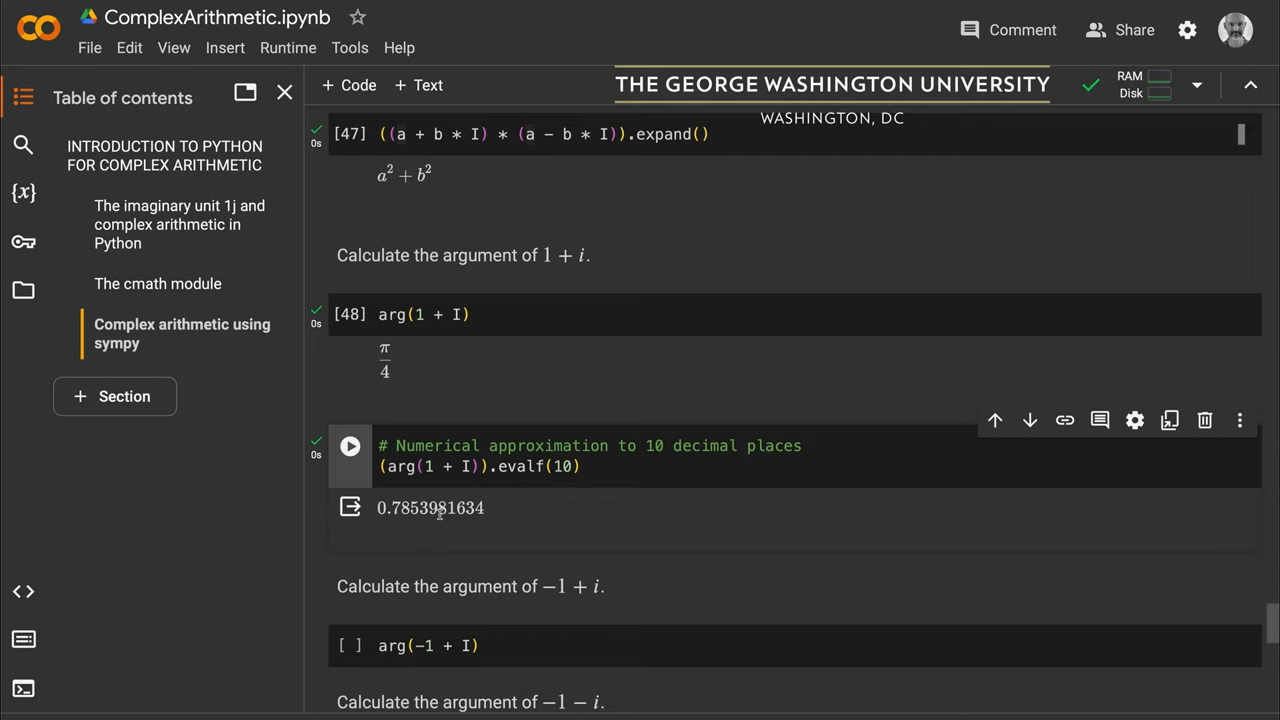 ComplexArithmetic.ipynb
File Edit View Insert Runtime Tools Help
Comment
Share
Table of contents
INTRODUCTION TO PYTHON
FOR COMPLEX ARITHMETIC
The imaginary unit 1j and
complex arithmetic in
Python
The cmath module
Complex arithmetic using
sympy
+ Section
+ Code + Text
THE GEORGE WASHINGTON UNIVERSITY
WASHINGTON, DC
RAM
Disk
0s
[47] ((a + b * I) * (a - b * I)).expand()
a² + b²
Calculate the argument of 1 + i.
0s
[48] arg(1 + I)
π
4
0s
# Numerical approximation to 10 decimal places
(arg(1 + I)).evalf(10)
0.7853981634
Calculate the argument of −1 + i.
[ ] arg(-1 + I)
Calculate the argument of −1 − i.